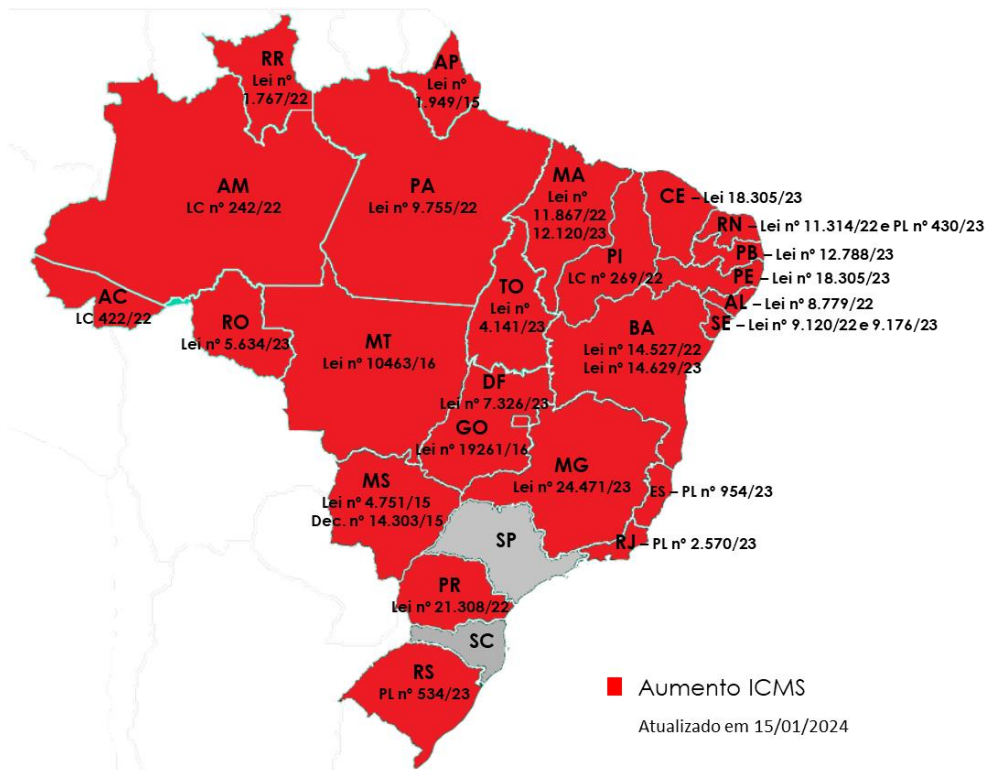 RR
Lei nº
1.767/22
AP
Lei nº
1.949/15
AM
LC nº 242/22
PA
Lei nº 9.755/22
MA
Lei nº
11.867/22
12.120/23
CE – Lei 18.305/23
RN – Lei nº 11.314/22 e PL nº 430/23
PB – Lei nº 12.788/23
PE – Lei nº 18.305/23
AL – Lei nº 8.779/22
SE – Lei nº 9.120/22 e 9.176/23
PI
LC nº 269/22
TO
Lei nº
4.141/23
AC
LC 422/22
RO
Lei nº 5.634/23
MT
Lei nº 10463/16
BA
Lei nº 14.527/22
Lei nº 14.629/23
DF
Lei nº 7.326/23
GO
Lei nº 19261/16
MG
Lei nº 24.471/23
ES – PL nº 954/23
MS
Lei nº 4.751/15
Dec. nº 14.303/15
SP
RJ – PL nº 2.570/23
PR
Lei nº 21.308/22
SC
RS
PL nº 534/23
Aumento ICMS
Atualizado em 15/01/2024